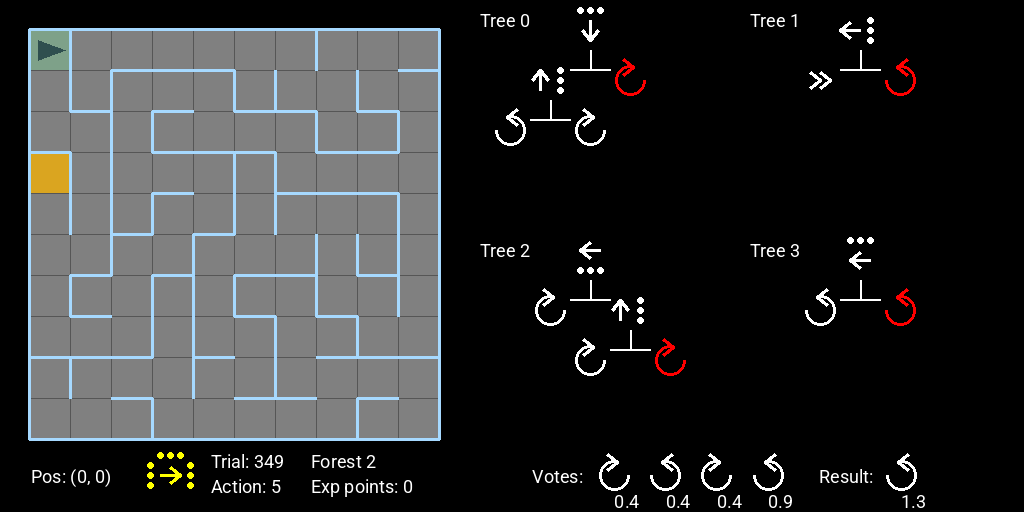 Tree 0
Tree 1
Tree 2
Tree 3
Pos: (0, 0)
Trial: 349
Forest 2
Action: 5
Exp points: 0
Votes:
0.4
0.4
0.4
0.9
Result:
1.3